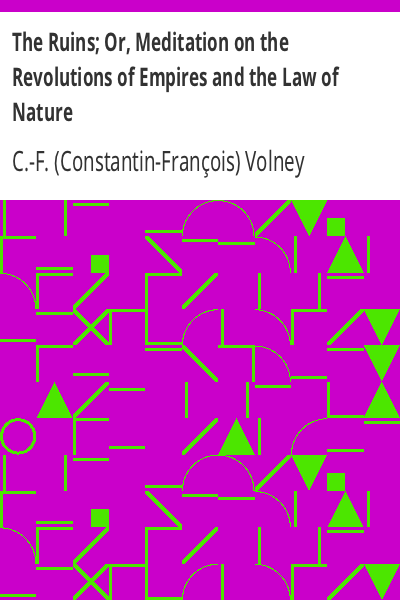 The Ruins; Or, Meditation on the
Revolutions of Empires and the Law of
Nature
C.-F. (Constantin-François) Volney